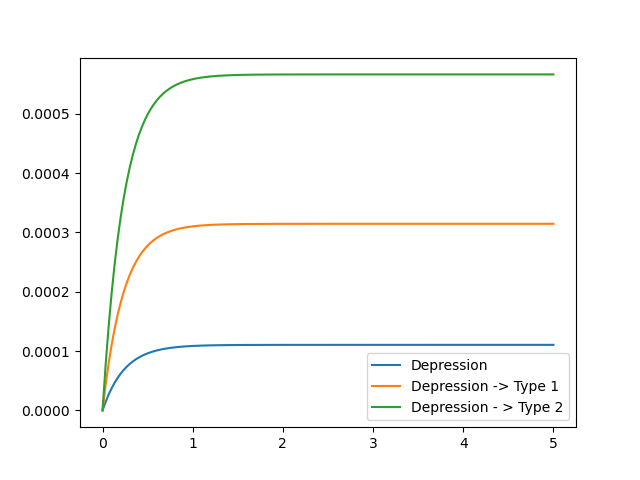 0.0005
0.0004
0.0003
0.0002
0.0001
0.0000
Depression
Depression -> Type 1
Depression - > Type 2
0 1 2 3 4 5